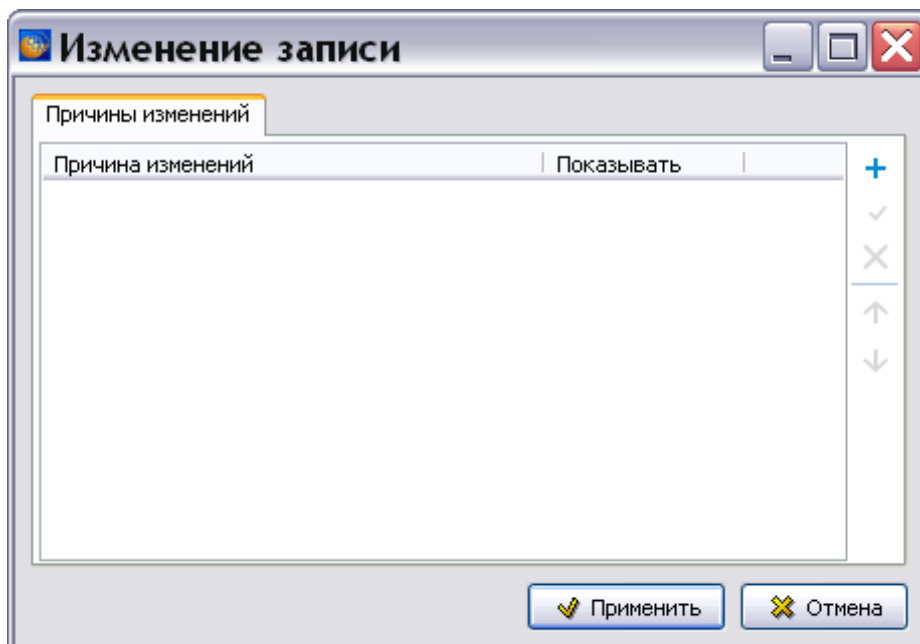 Изменение записи
Причины изменений
Причина изменений Показывать
Применить Отмена